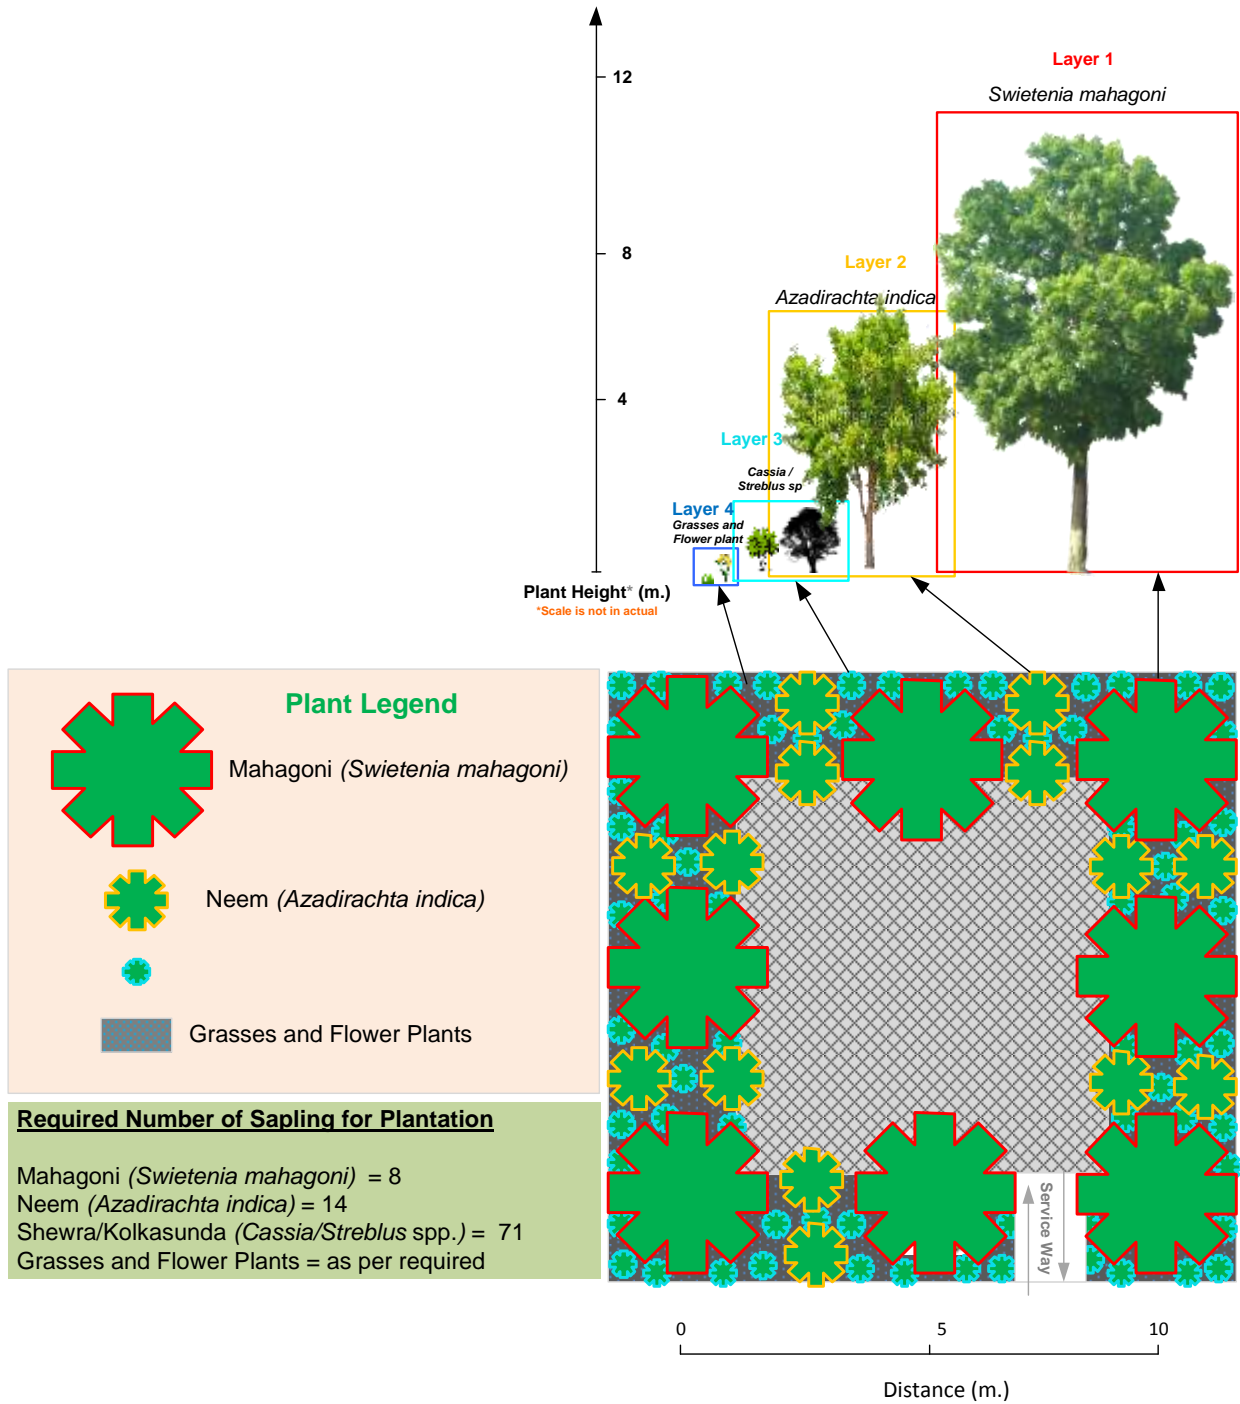 Layer 1
12
Swietenia mahagoni
8
Layer 2
Azadirachta indica
4
Layer 3
Cassia /
Streblus sp
Layer 4
Grasses and
Flower plant
Plant Height* (m.)
*Scale is not in actual
Plant Legend
Mahagoni (Swietenia mahagoni)
Neem (Azadirachta indica)
Grasses and Flower Plants
Required Number of Sapling for Plantation
Mahagoni (Swietenia mahagoni) = 8
Neem (Azadirachta indica) = 14
Shewra/Kolkasunda (Cassia/Streblus spp.) = 71
Grasses and Flower Plants = as per required
Service Way
0 5 10
Distance (m.)